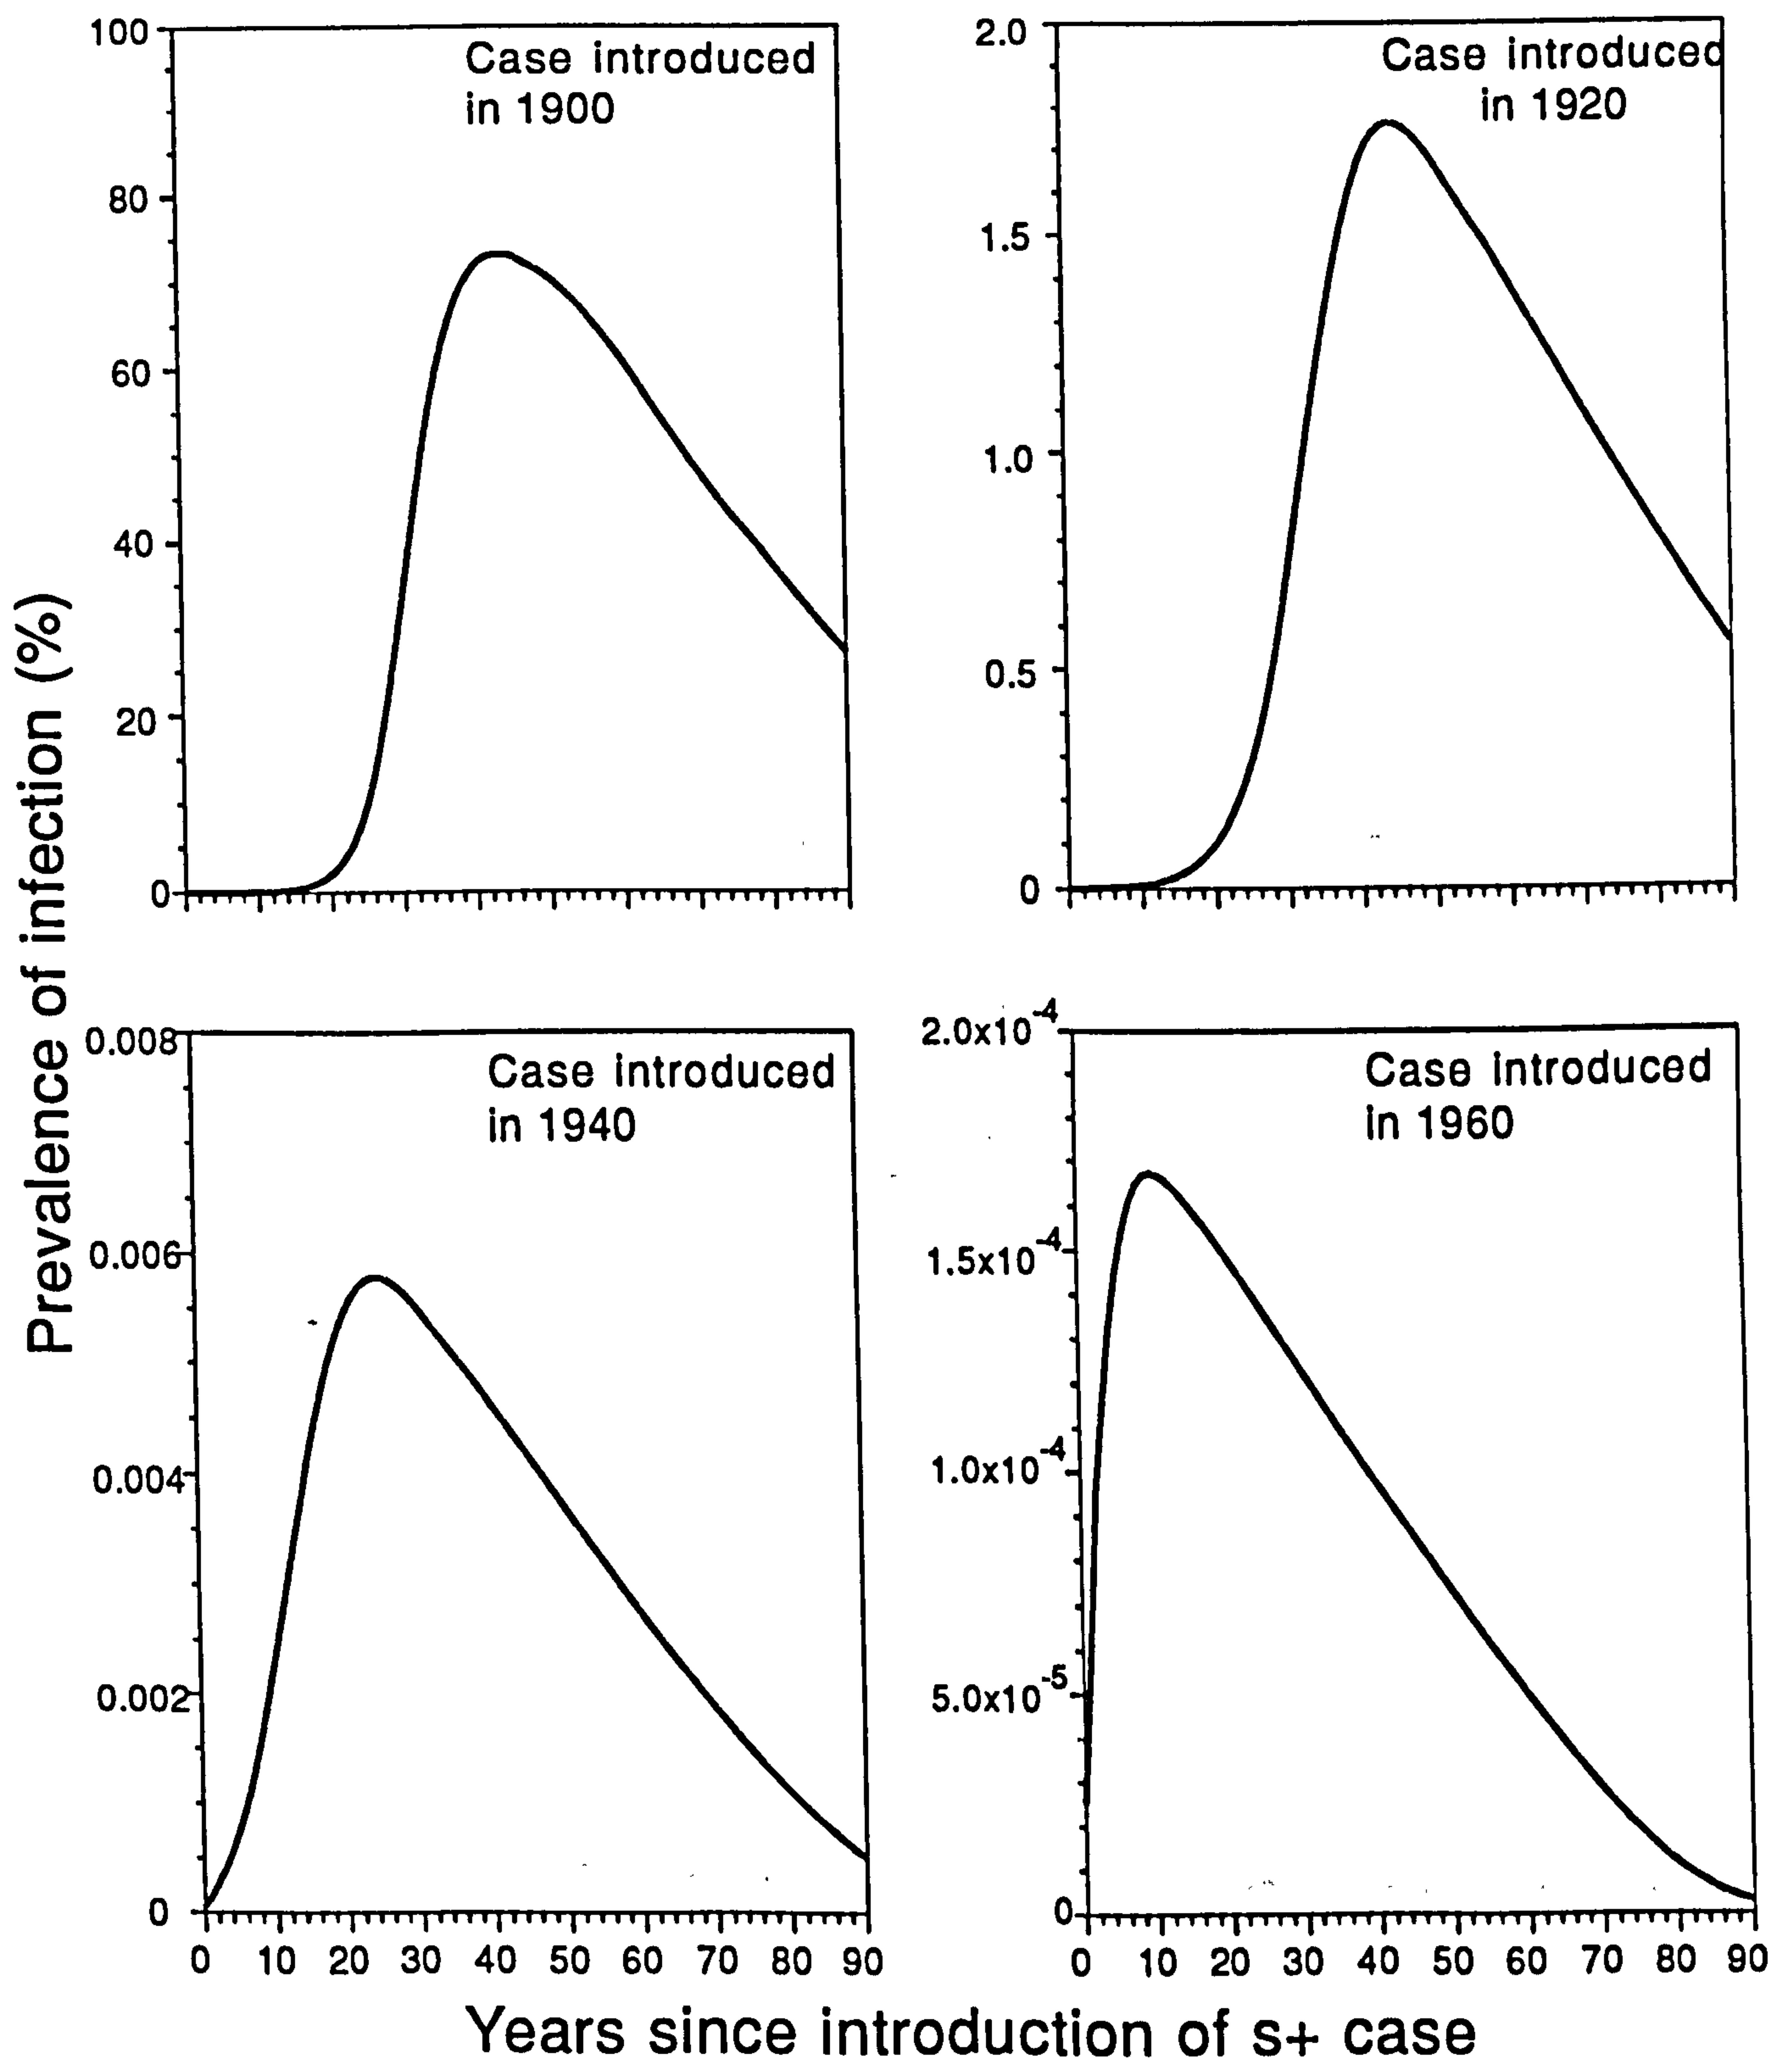 Prevalence of infection (%)
100
80
60
40
20
0
Case introduced
in 1900
2.0
1.5
1.0
0.5
0
Case introduced
in 1920
0.008
0.006
0.004
0.002
0
Case introduced
in 1940
0 10 20 30 40 50 60 70 80 90
2.0x10-4
1.5x10-4
1.0x10-4
5.0x10-5
0
Case introduced
in 1960
0 10 20 30 40 50 60 70 80 90
Years since introduction of s+ case